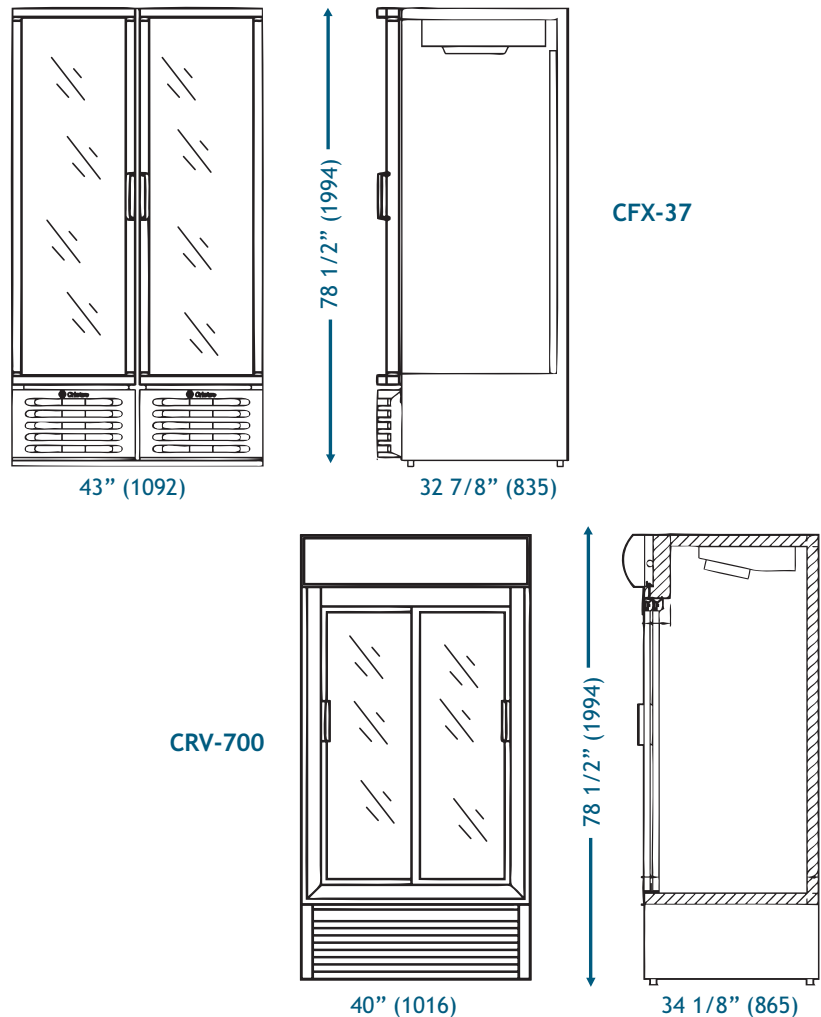 78 1/2” (1994)
CFX-37
43” (1092)
32 7/8” (835)
CRV-700
78 1/2” (1994)
40” (1016)
34 1/8” (865)